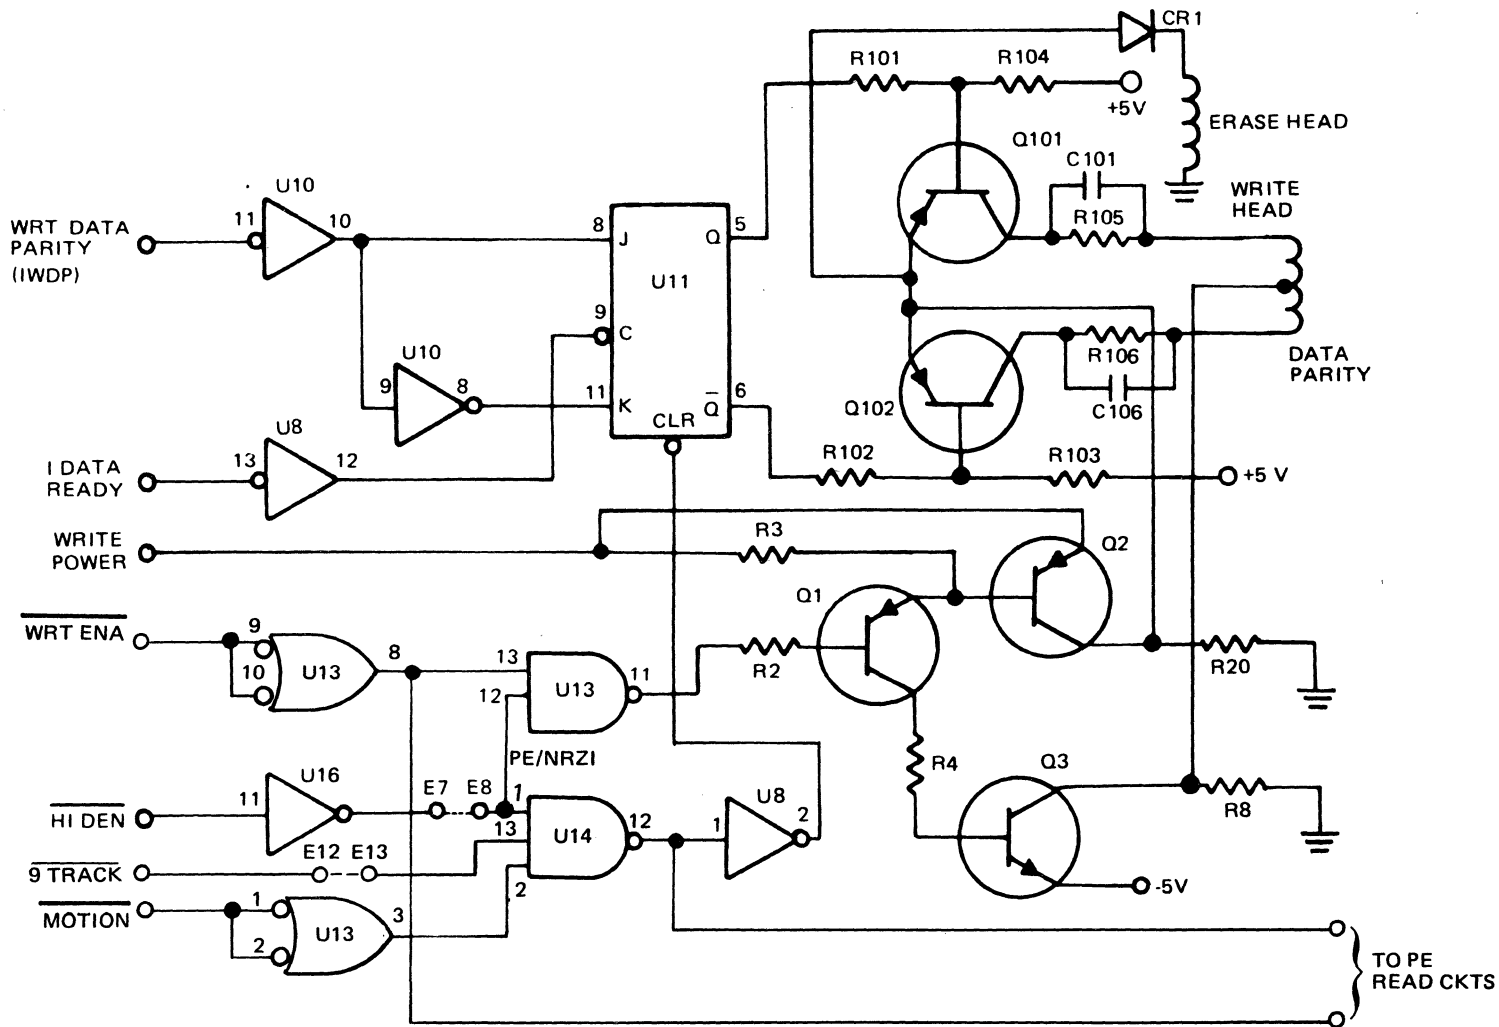 CR1
R101
R104
+5V
ERASE HEAD
Q101
C101
R105
WRITE
HEAD
U10
11
10
WRT DATA
PARITY
(IWDP)
8
J
Q
5
U11
9
C
U10
9
8
11
K
Q̅
6
CLR
R106
C106
DATA
PARITY
Q102
U8
13
12
I DATA
READY
R102
R103
+5 V
WRITE
POWER
R3
Q2
Q1
WRT ENA
9
10
U13
8
13
12
U13
11
R2
R20
PE/NRZI
R4
Q3
HI DEN
11
U16
E7
E8
1
13
2
U14
12
U8
1
2
R8
9 TRACK
E12
E13
-5V
MOTION
1
2
U13
3
TO PE
READ CKTS